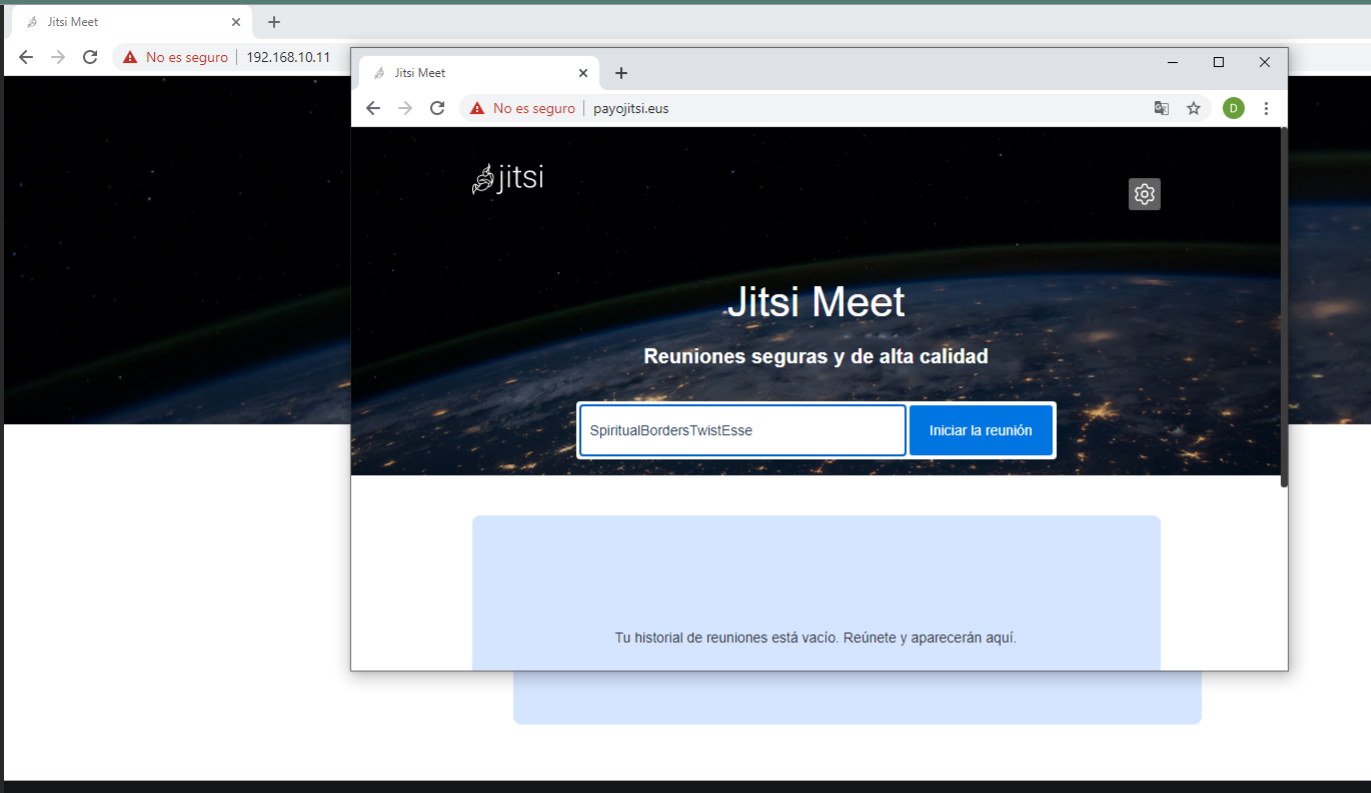 Jitsi Meet
No es seguro
192.168.10.11
Jitsi Meet
No es seguro
payojitsi.eus
D
jitsi
Jitsi Meet
Reuniones seguras y de alta calidad
SpiritualBordersTwistEsse
Iniciar la reunión
Tu historial de reuniones está vacío. Reúnete y aparecerán aquí.